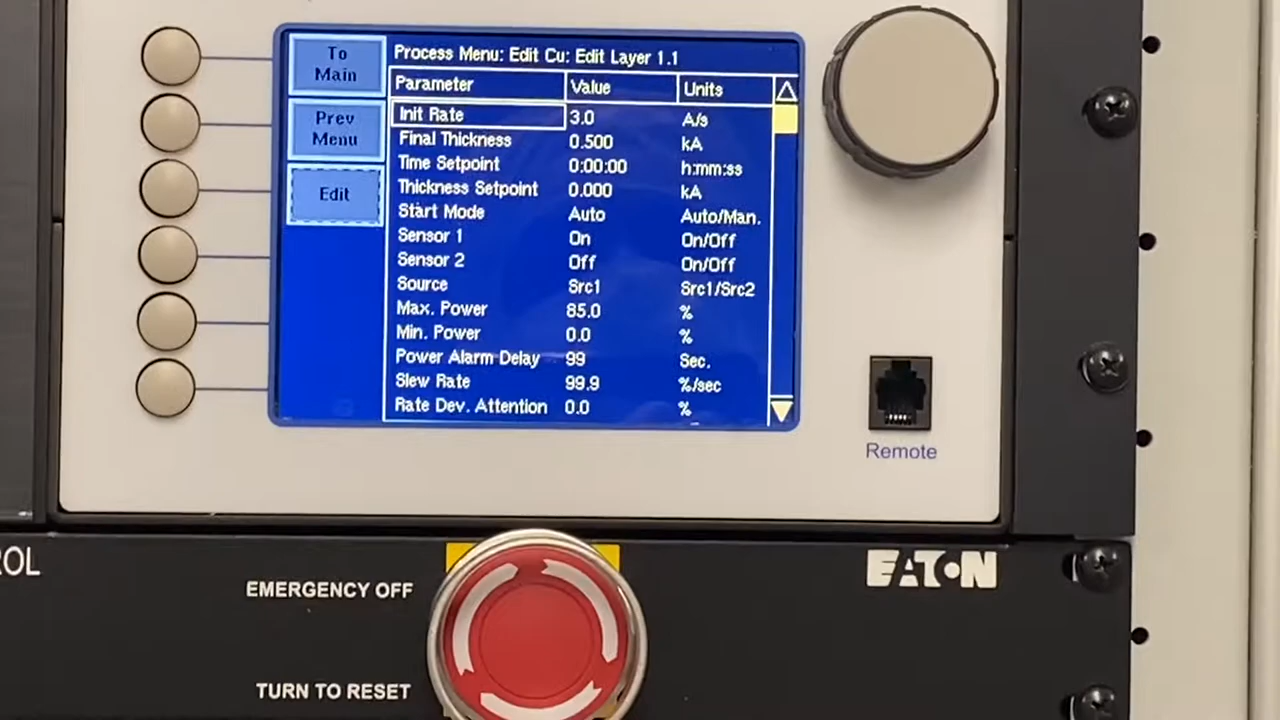 To Main
Prev Menu
Edit
Process Menu: Edit Cu: Edit Layer 1.1
Parameter Value Units
Init Rate 3.0 A/s
Final Thickness 0.500 kA
Time Setpoint 0:00:00 h:mm:ss
Thickness Setpoint 0.000 kA
Start Mode Auto Auto/Man.
Sensor 1 On On/Off
Sensor 2 Off On/Off
Source Src1 Src1/Src2
Max. Power 85.0 %
Min. Power 0.0 %
Power Alarm Delay 99 Sec.
Slew Rate 99.9 %/sec
Rate Dev. Attention 0.0 %
Remote
ROL
EMERGENCY OFF
EATON
TURN TO RESET